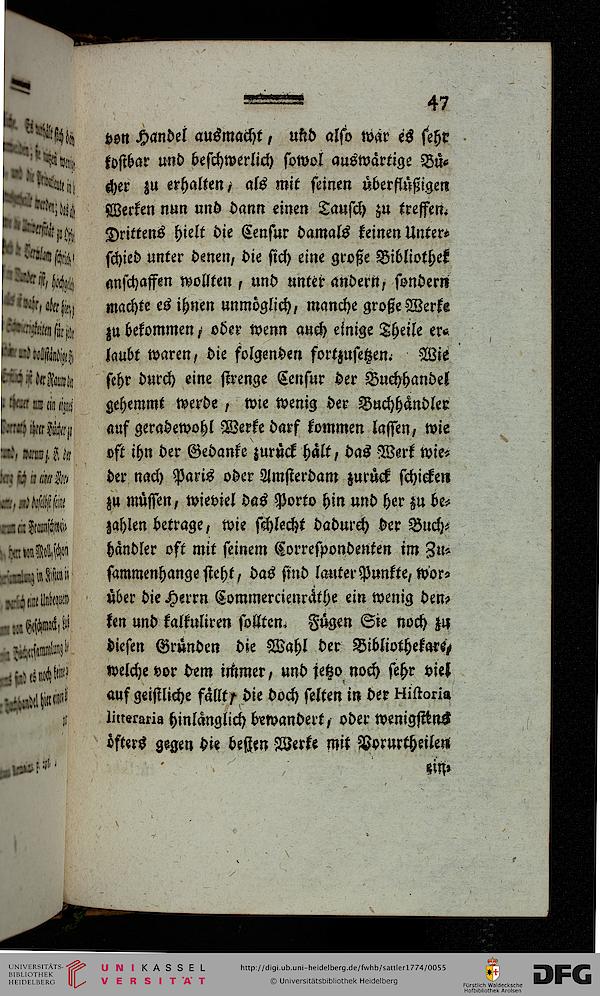 47
von Handel ausmacht, und also war es sehr
kostbar und beschwerlich sowol auswärtige Bü-
cher zu erhalten, als mit seinen überflüßigen
Werken nun und dann einen Tausch zu treffen.
Drittens hielt die Censur damals keinen Unter-
schied unter denen, die sich eine große Bibliothek
anschaffen wollten, und unter andern, sondern
machte es ihnen unmöglich, manche große Werke
zu bekommen, oder wenn auch einige Theile er-
laubt waren, die folgenden fortzusetzen. Wie
sehr durch eine strenge Censur der Buchhandel
gehemmt werde, wie wenig der Buchhändler
auf geradewohl Werke darf kommen lassen, wie
oft ihn der Gedanke zurück hält, das Werk wie-
der nach Paris oder Amsterdam zurück schicken
zu müssen, wieviel das Porto hin und her zu be-
zahlen betrage, wie schlecht dadurch der Buch-
händler oft mit seinem Correspondenten im Zu-
sammenhange steht, das sind lauter Punkte, wor-
über die Herrn Commercienräthe ein wenig den-
ken und kalkuliren sollten. Fügen Sie noch zu
diesen Gründen die Wahl der Bibliothekare,
welche vor dem immer, und jetzo noch sehr viel
auf geistliche fällt, die doch selten in der Historia
litteraria hinlänglich bewandert, oder wenigstens
öfters gegen die besten Werke mit Vorurtheilen
ein-
UNIVERSITÄTS-
BIBLIOTHEK
HEIDELBERG
UNIKASSEL
VERSITÄT
http://digi.ub.uni-heidelberg.de/fwhb/sattler1774/0055
© Universitätsbibliothek Heidelberg
Fürstlich Waldecksche
Hofbibliothek Arolsen
DFG